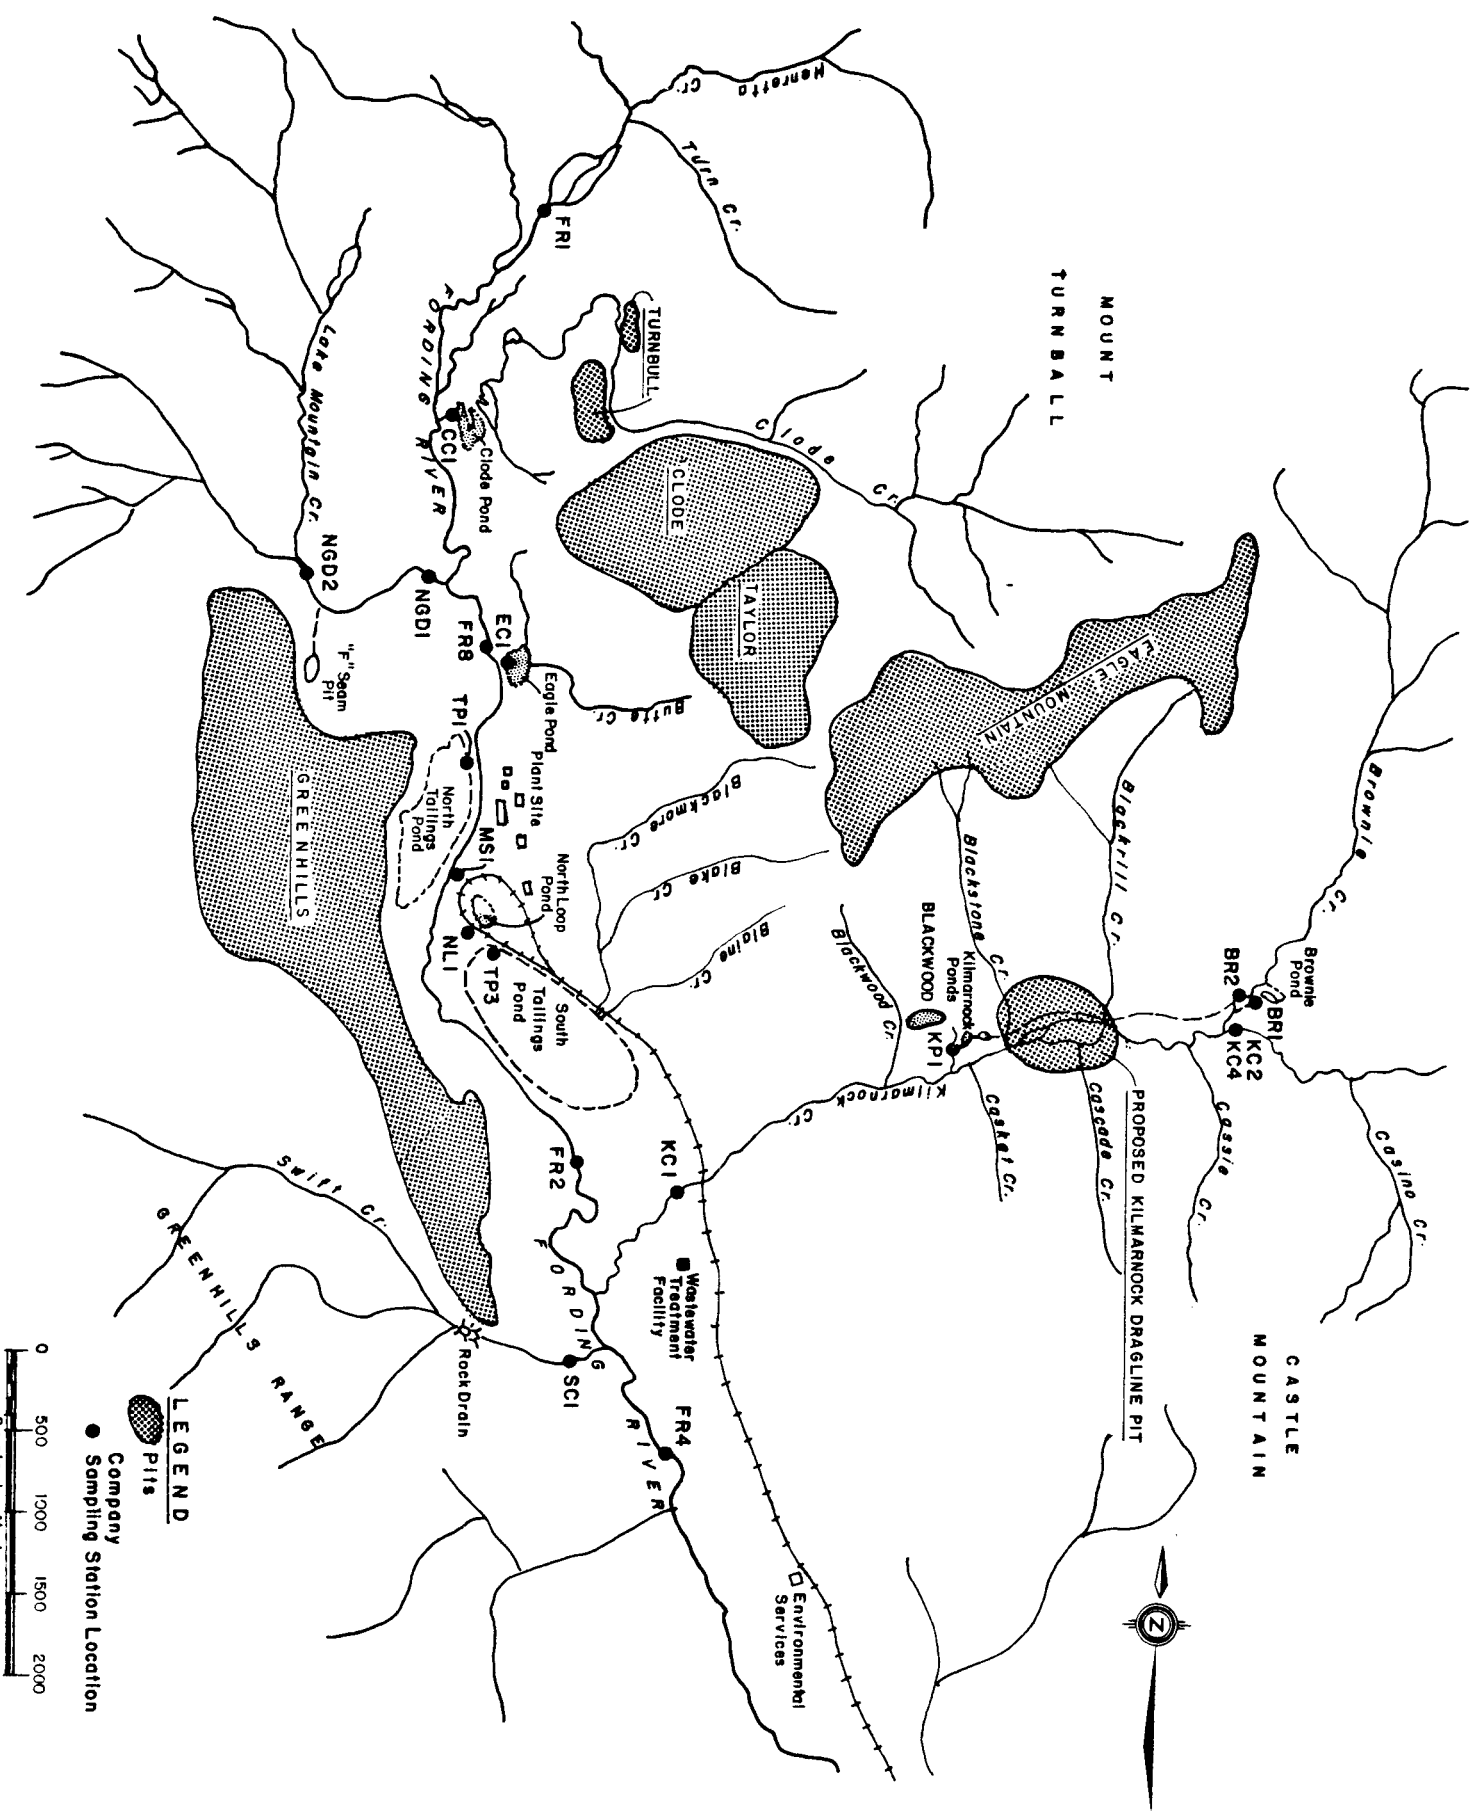 Henretta
Cr.
Turn Cr.
FR1
MOUNT
TURNBALL
TURNBULL
FORDING
RIVER
CC1
Clode Pond
Clode
Cr.
CLODE
TAYLOR
EAGLE MOUNTAIN
Lake Mountain Cr.
NGD2
NGD1
"F" Seam
Pit
FR8
EC1
Eagle Pond
Butte Cr.
TP1
North
Tailings
Pond
Plant Site
MS1
North Loop
Pond
NL1
TP3
South
Tailings
Pond
GREENHILLS
Blackmore
Cr.
Blake Cr.
Blaine Cr.
Blackwood Cr.
BLACKWOOD
Blackstone Cr.
Kilmarnock
Ponds
KP1
Blackrill Cr.
Brownie
Cr.
Brownie
Pond
BR2
BR1
KC2
KC4
Casino Cr.
Cassie
Cr.
Cascade Cr.
Casket Cr.
Kilmarnock
Cr.
PROPOSED KILMARNOCK DRAGLINE PIT
KC1
FR2
Wastewater
Treatment
Facility
FORDING
RIVER
SC1
FR4
Swift Cr.
GREENHILLS RANGE
Rock Drain
CASTLE
MOUNTAIN
Environmental
Services
N
LEGEND
Pits
Company
Sampling Station Location
0 500 1000 1500 2000